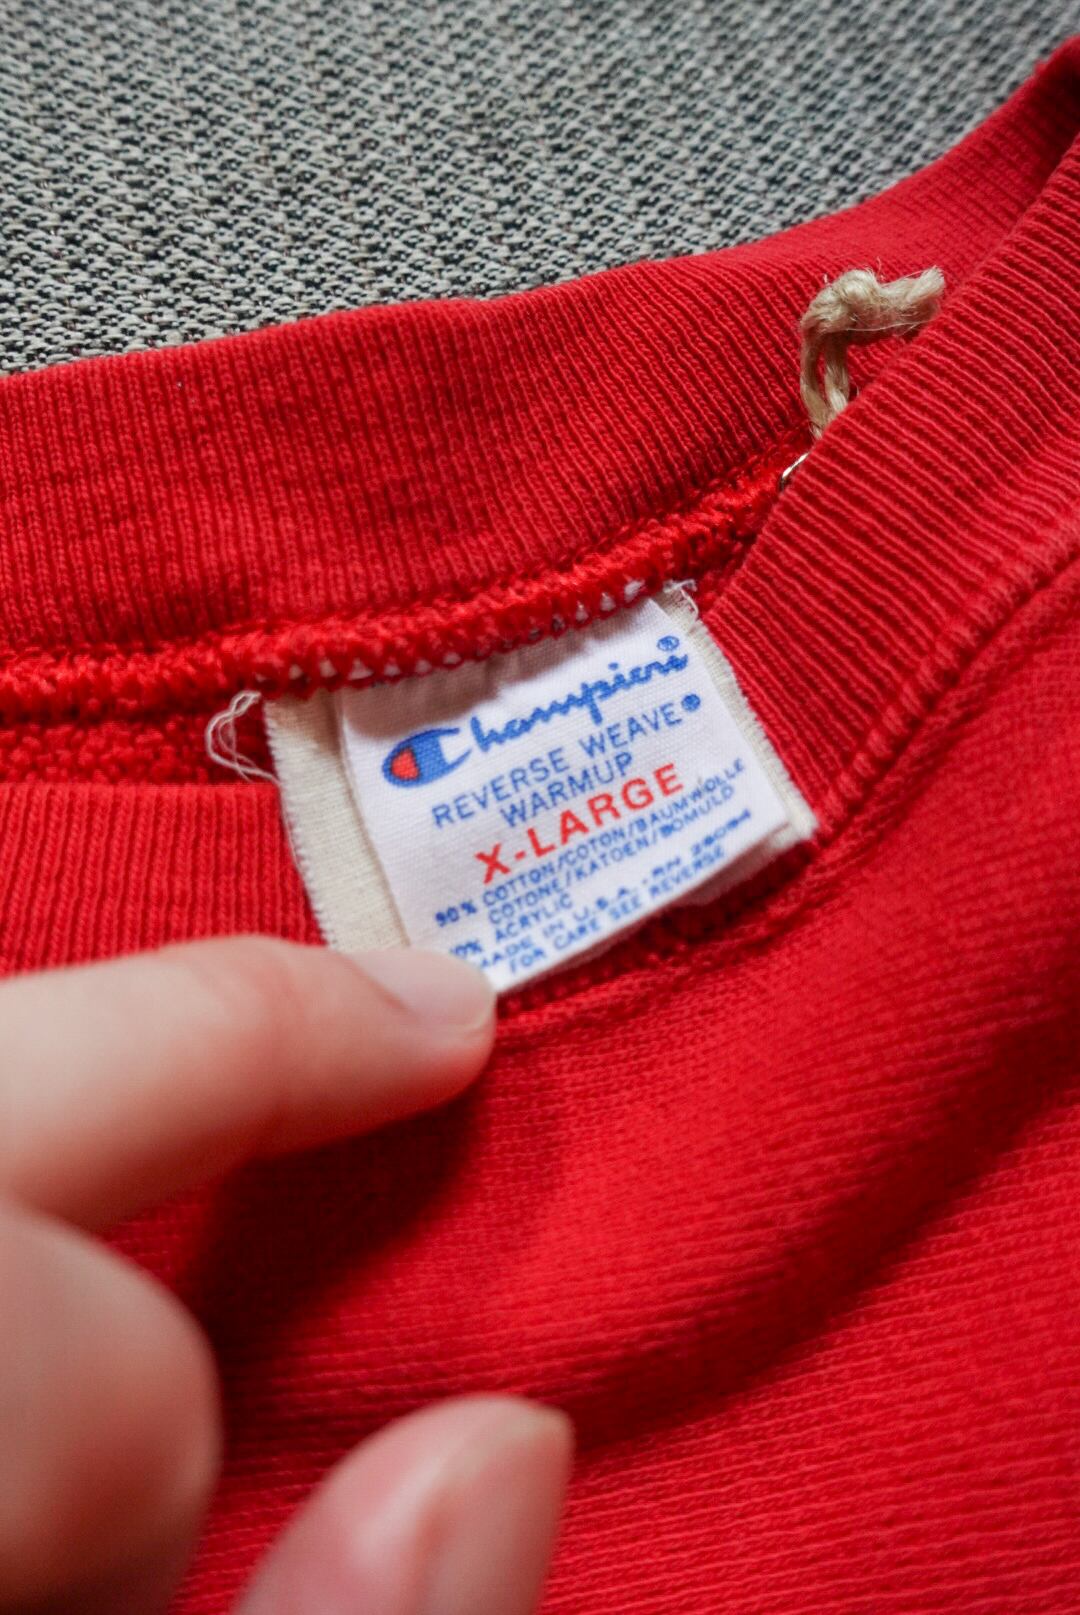 Champion®
REVERSE WEAVE®
WARMUP
X-LARGE
90% COTTON/COTON/BAUMWOLLE
COTONE/KATOEN/BOMULD
10% ACRYLIC
MADE IN U.S.A. - RN 26094
FOR CARE SEE REVERSE